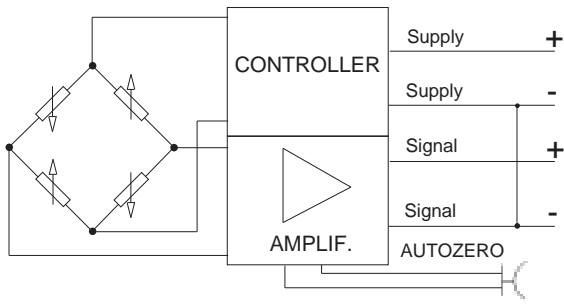 Supply +
CONTROLLER
Supply -
Signal +
Signal -
AMPLIF.
AUTOZERO